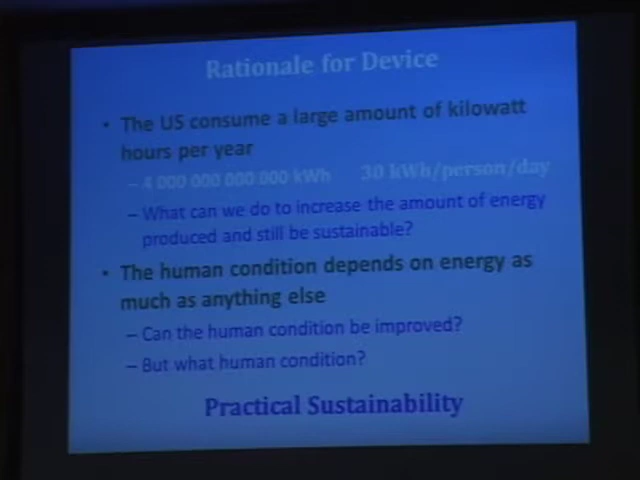 Rationale for Device
• The US consume a large amount of kilowatt
hours per year
– 4 000 000 000 000 kWh 30 kWh/person/day
– What can we do to increase the amount of energy
produced and still be sustainable?
• The human condition depends on energy as
much as anything else
– Can the human condition be improved?
– But what human condition?
Practical Sustainability